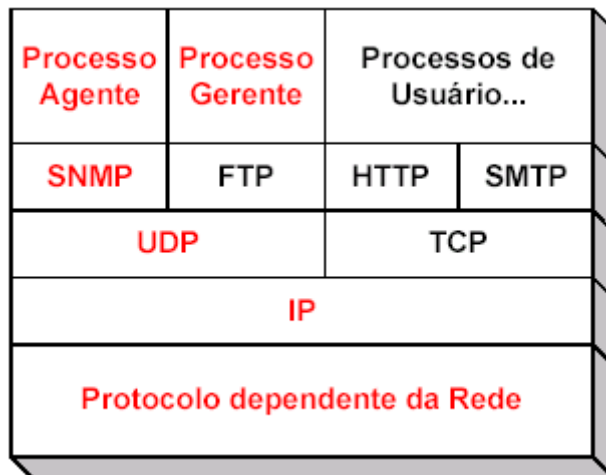 Processo Agente
Processo Gerente
Processos de Usuário...
SNMP
FTP
HTTP
SMTP
UDP
TCP
IP
Protocolo dependente da Rede